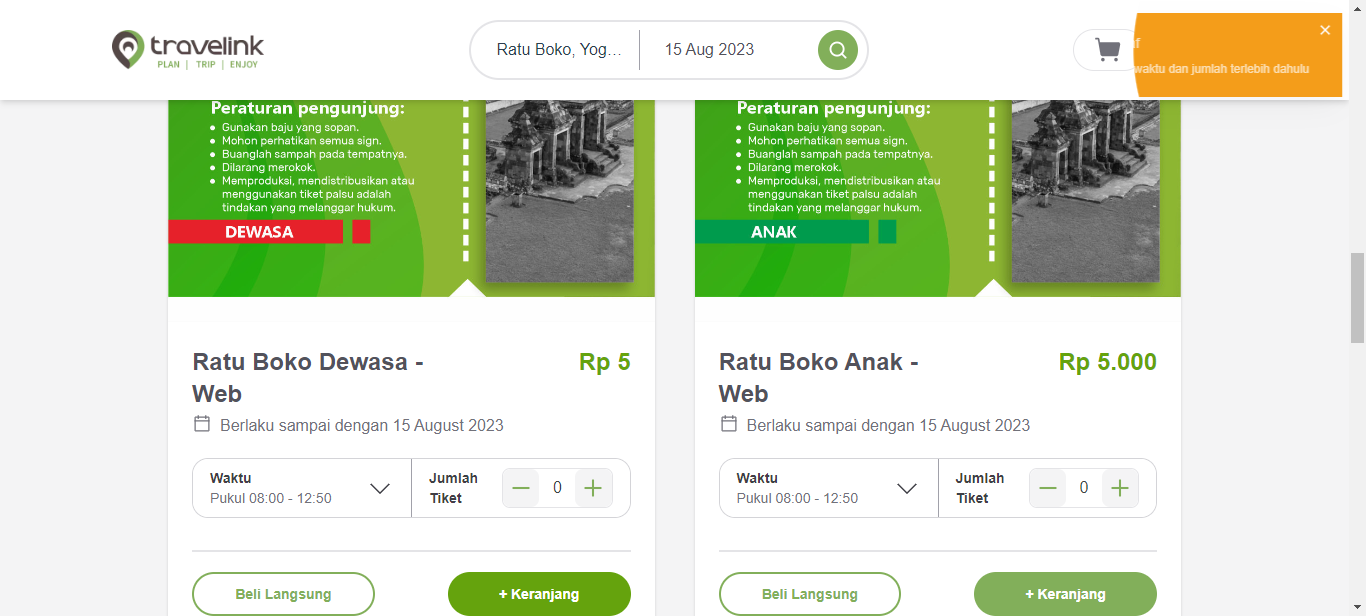 travelink
PLAN | TRIP | ENJOY
Ratu Boko, Yog...
15 Aug 2023
waktu dan jumlah terlebih dahulu
Peraturan pengunjung:
• Gunakan baju yang sopan.
• Mohon perhatikan semua sign.
• Buanglah sampah pada tempatnya.
• Dilarang merokok.
• Memproduksi, mendistribusikan atau
menggunakan tiket palsu adalah
tindakan yang melanggar hukum.
DEWASA
Peraturan pengunjung:
• Gunakan baju yang sopan.
• Mohon perhatikan semua sign.
• Buanglah sampah pada tempatnya.
• Dilarang merokok.
• Memproduksi, mendistribusikan atau
menggunakan tiket palsu adalah
tindakan yang melanggar hukum.
ANAK
Ratu Boko Dewasa -
Web
Rp 5
Berlaku sampai dengan 15 August 2023
Waktu
Pukul 08:00 - 12:50
Jumlah
Tiket
0
Beli Langsung
+ Keranjang
Ratu Boko Anak -
Web
Rp 5.000
Berlaku sampai dengan 15 August 2023
Waktu
Pukul 08:00 - 12:50
Jumlah
Tiket
0
Beli Langsung
+ Keranjang